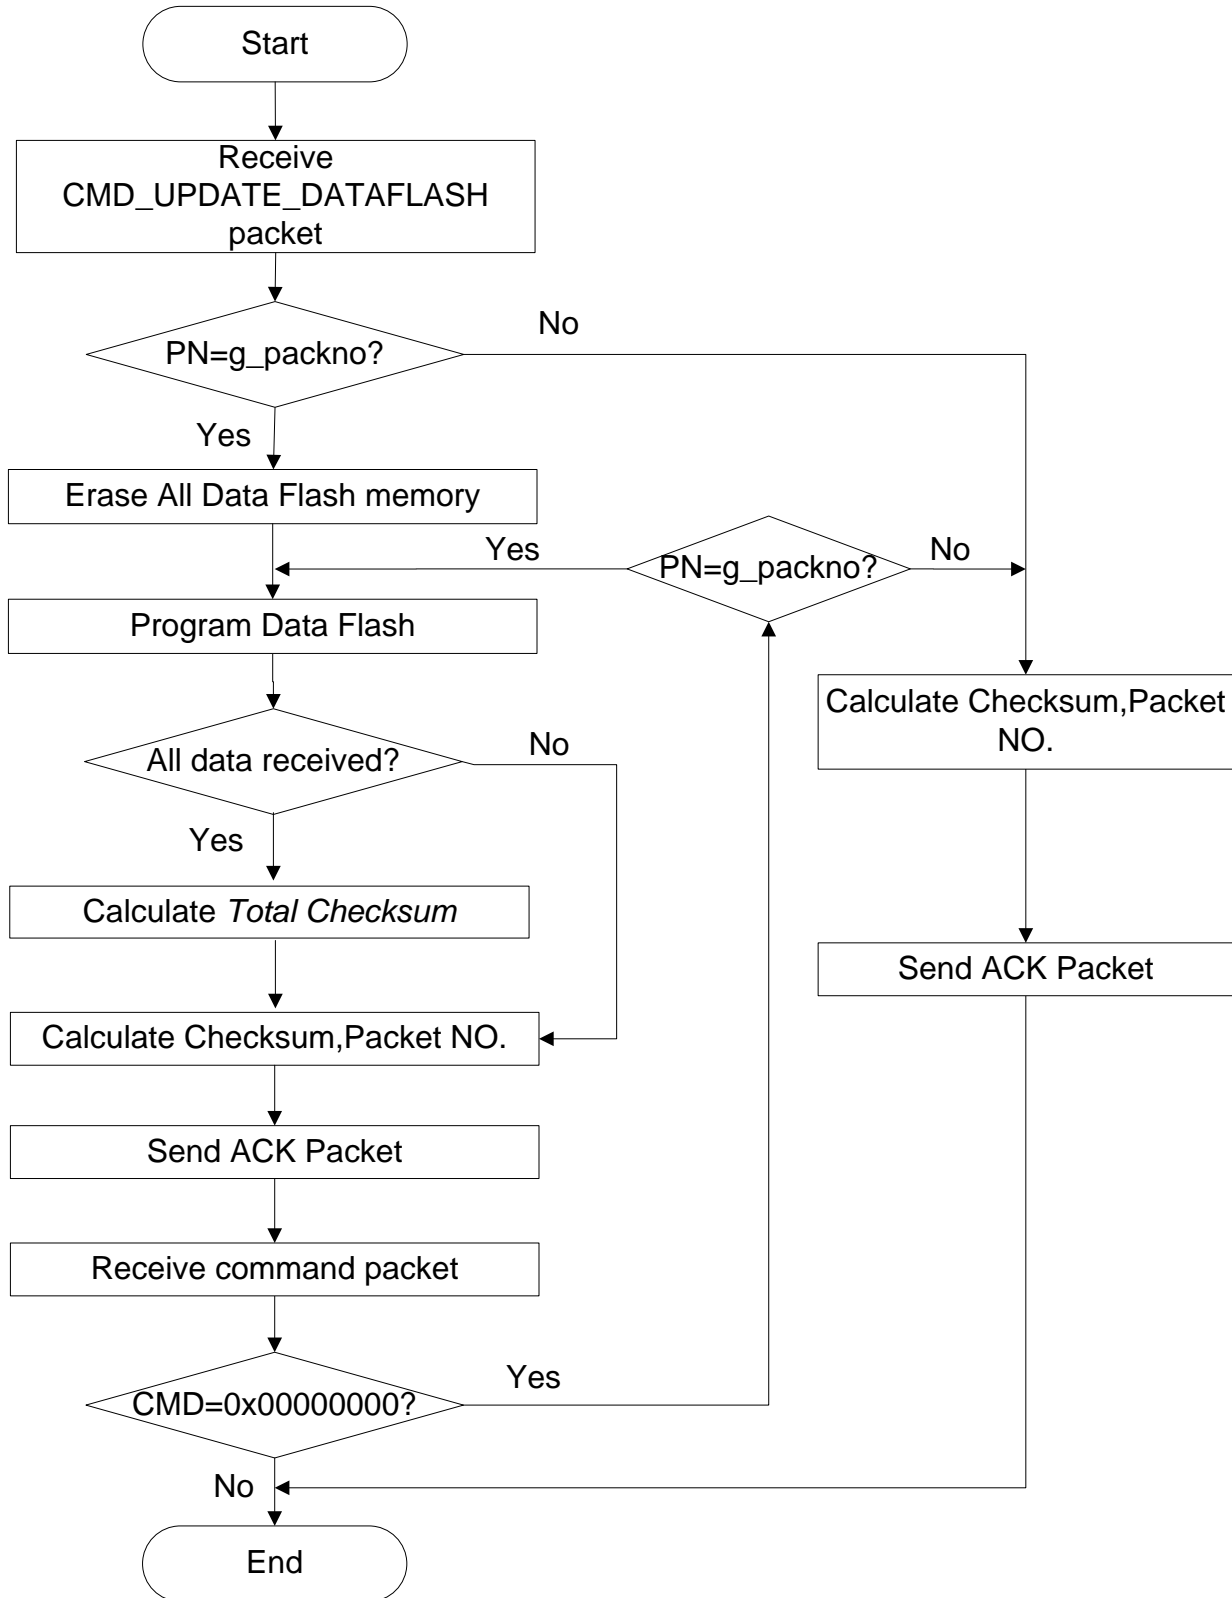 Start
Receive
CMD_UPDATE_DATAFLASH
packet
No
PN=g_packno?
Yes
Erase All Data Flash memory
Yes
No
PN=g_packno?
Program Data Flash
Calculate Checksum,Packet
NO.
No
All data received?
Yes
Calculate Total Checksum
Send ACK Packet
Calculate Checksum,Packet NO.
Send ACK Packet
Receive command packet
Yes
CMD=0x00000000?
No
End